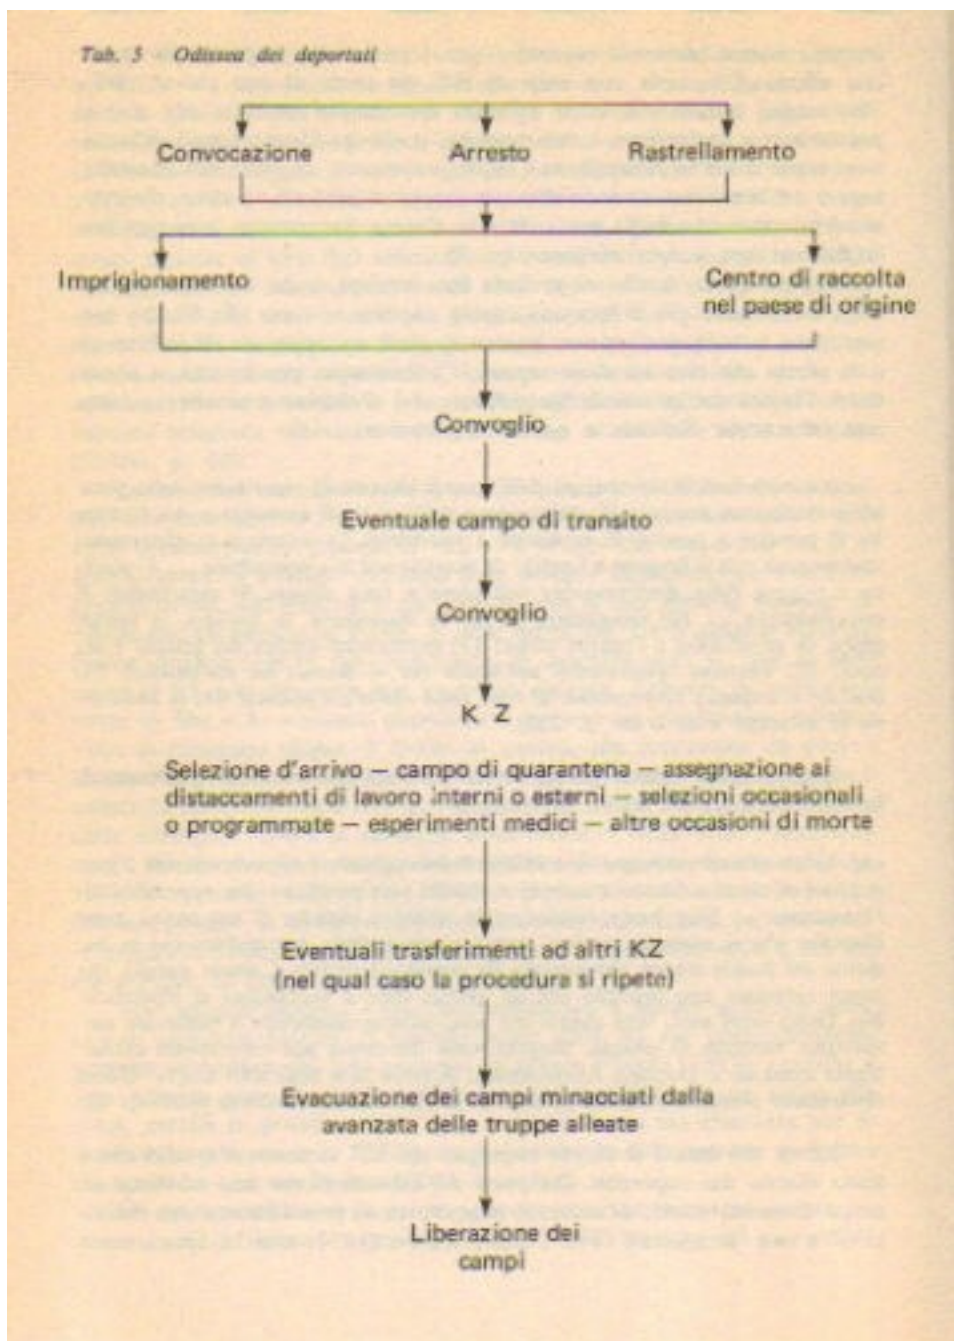 Tab. 5 Odissea dei deportati
Convocazione Arresto Rastrellamento
Imprigionamento Centro di raccolta
nel paese di origine
Convoglio
Eventuale campo di transito
Convoglio
K Z
Selezione d'arrivo — campo di quarantena — assegnazione ai
distaccamenti di lavoro interni o esterni — selezioni occasionali
o programmate — esperimenti medici — altre occasioni di morte
Eventuali trasferimenti ad altri KZ
(nel qual caso la procedura si ripete)
Evacuazione dei campi minacciati dalla
avanzata delle truppe alleate
Liberazione dei
campi